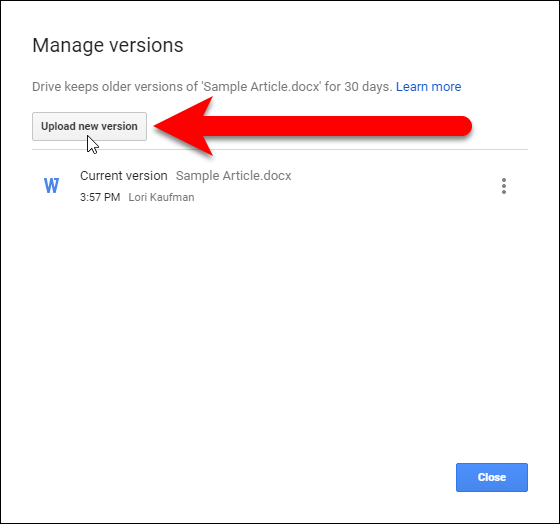 Manage versions
Drive keeps older versions of 'Sample Article.docx' for 30 days. Learn more
Upload new version
W
Current version Sample Article.docx
3:57 PM Lori Kaufman
Close